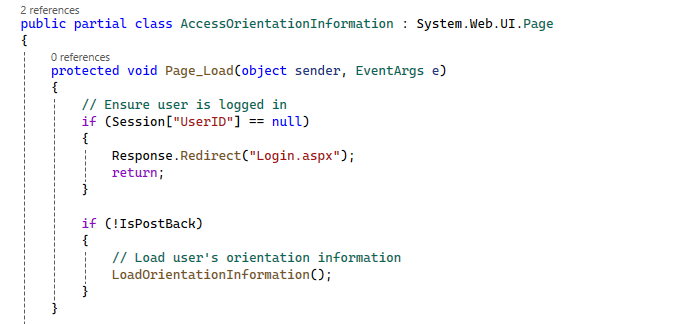 2 references
public partial class AccessOrientationInformation : System.Web.UI.Page
{
0 references
protected void Page_Load(object sender, EventArgs e)
{
// Ensure user is logged in
if (Session["UserID"] == null)
{
Response.Redirect("Login.aspx");
return;
}
if (!IsPostBack)
{
// Load user's orientation information
LoadOrientationInformation();
}
}